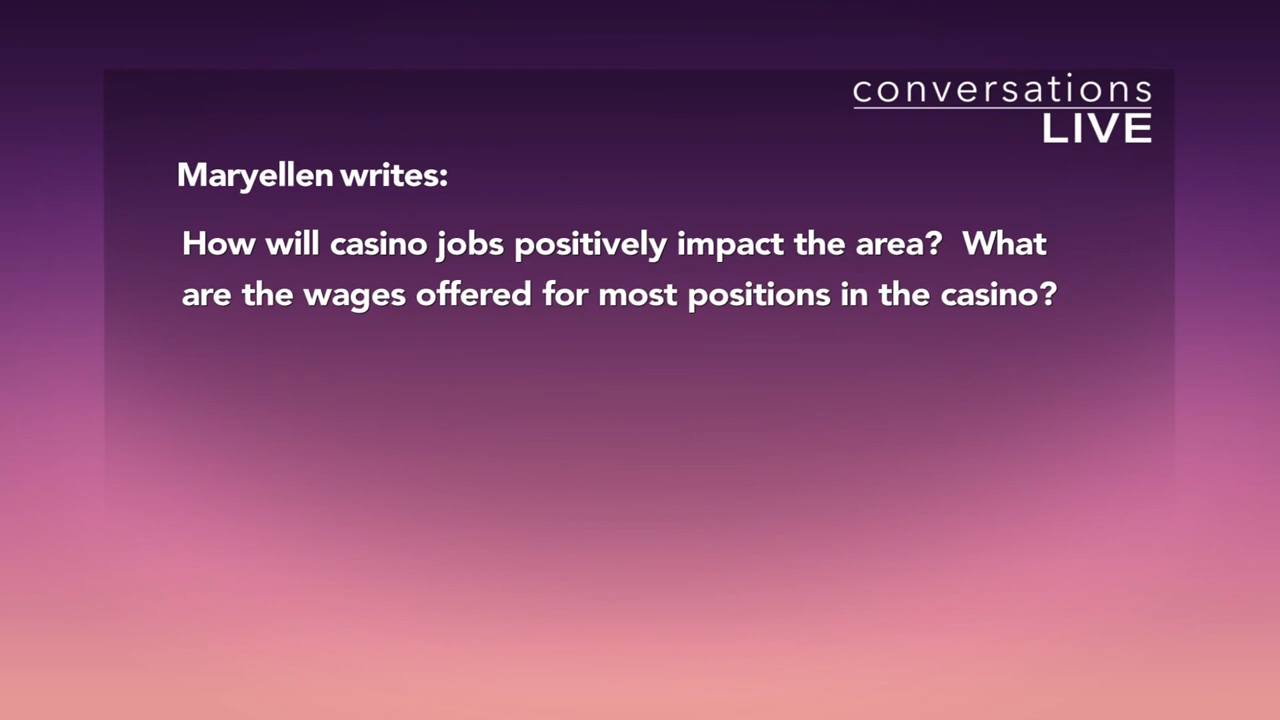 conversations
LIVE
Maryellen writes:
How will casino jobs positively impact the area?  What
are the wages offered for most positions in the casino?